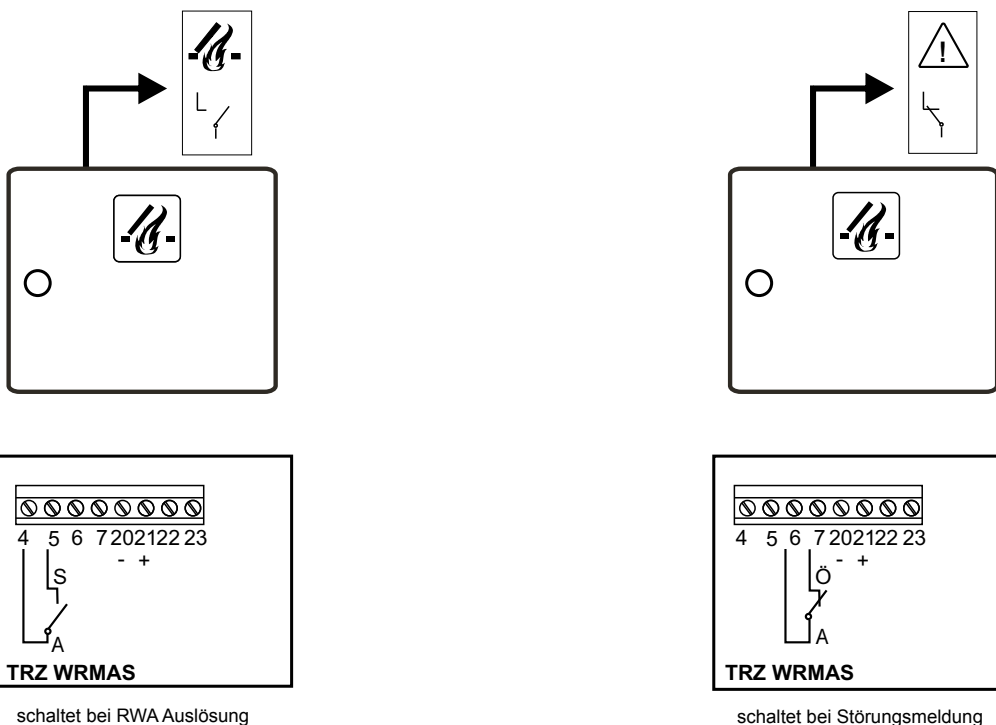 !
4 5 6 7 20 21 22 23
- +
S
A
TRZ WRMAS
schaltet bei RWA Auslösung
4 5 6 7 20 21 22 23
- +
Ö
A
TRZ WRMAS
schaltet bei Störungsmeldung